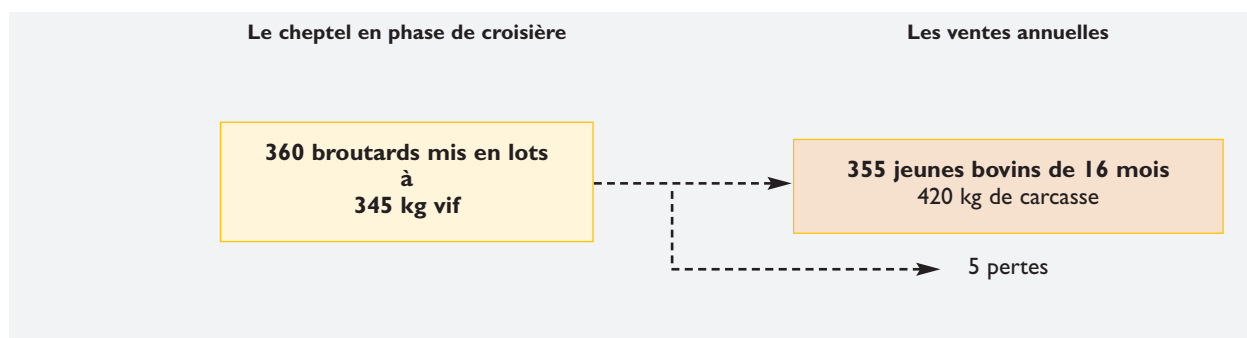 Le cheptel en phase de croisière
Les ventes annuelles
360 broutards mis en lots
à
345 kg vif
355 jeunes bovins de 16 mois
420 kg de carcasse
5 pertes